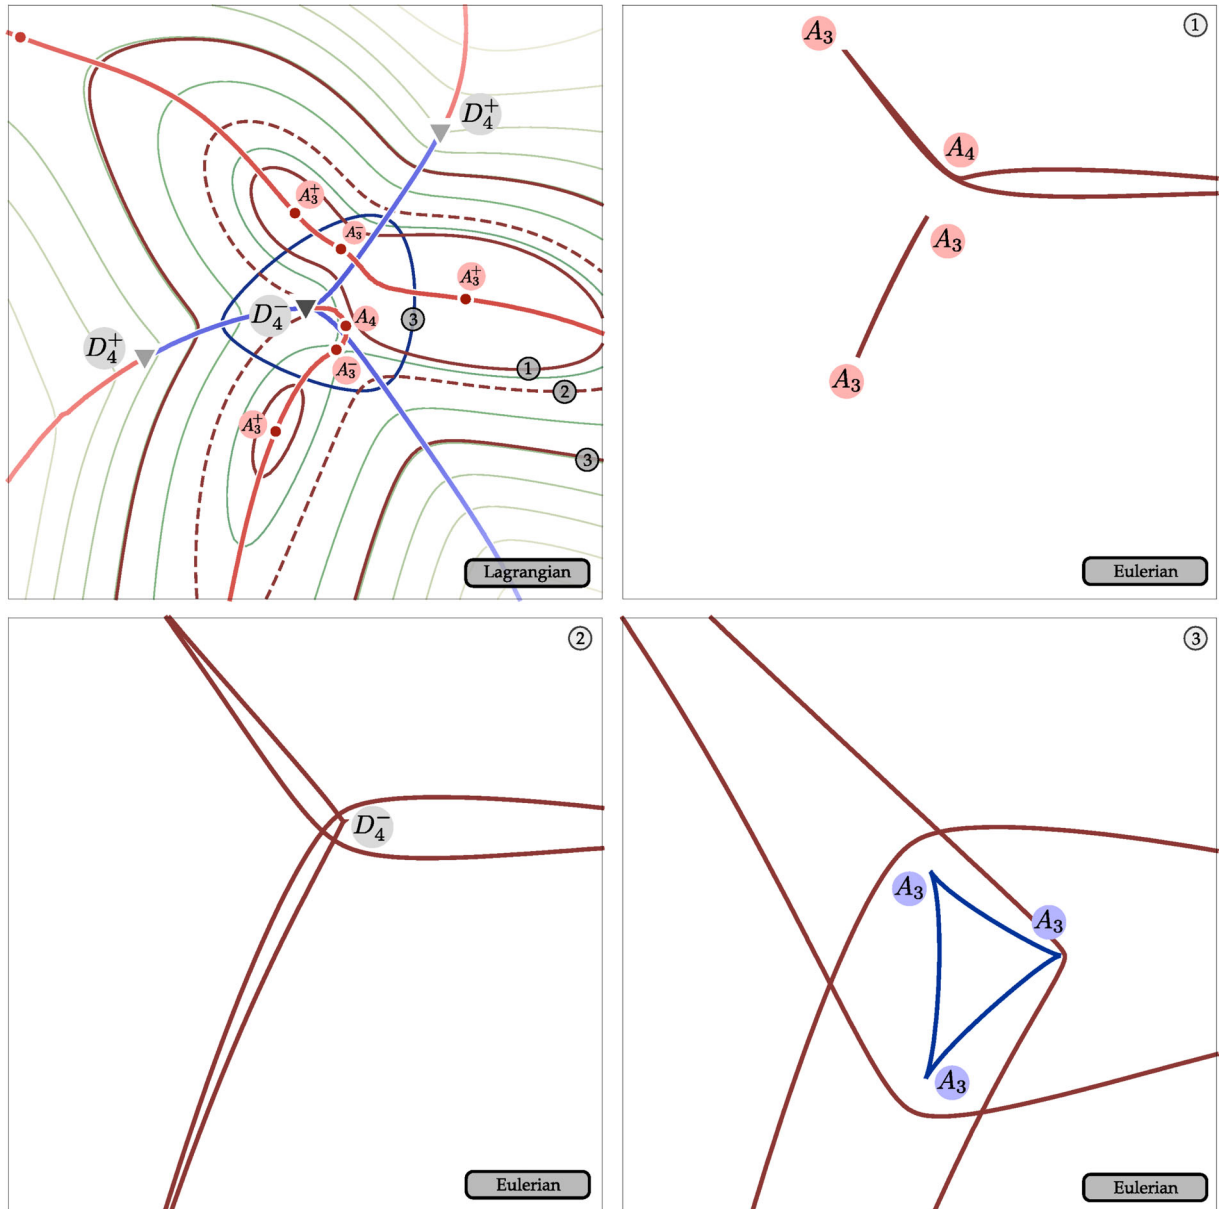 D₄⁺
A₃⁺
A₃⁻
A₃⁺
D₄⁻
A₄
3
D₄⁺
A₃⁻
1
2
A₃⁺
3
Lagrangian
1
A₃
A₄
A₃
A₃
Eulerian
2
D₄⁻
Eulerian
3
A₃
A₃
A₃
Eulerian